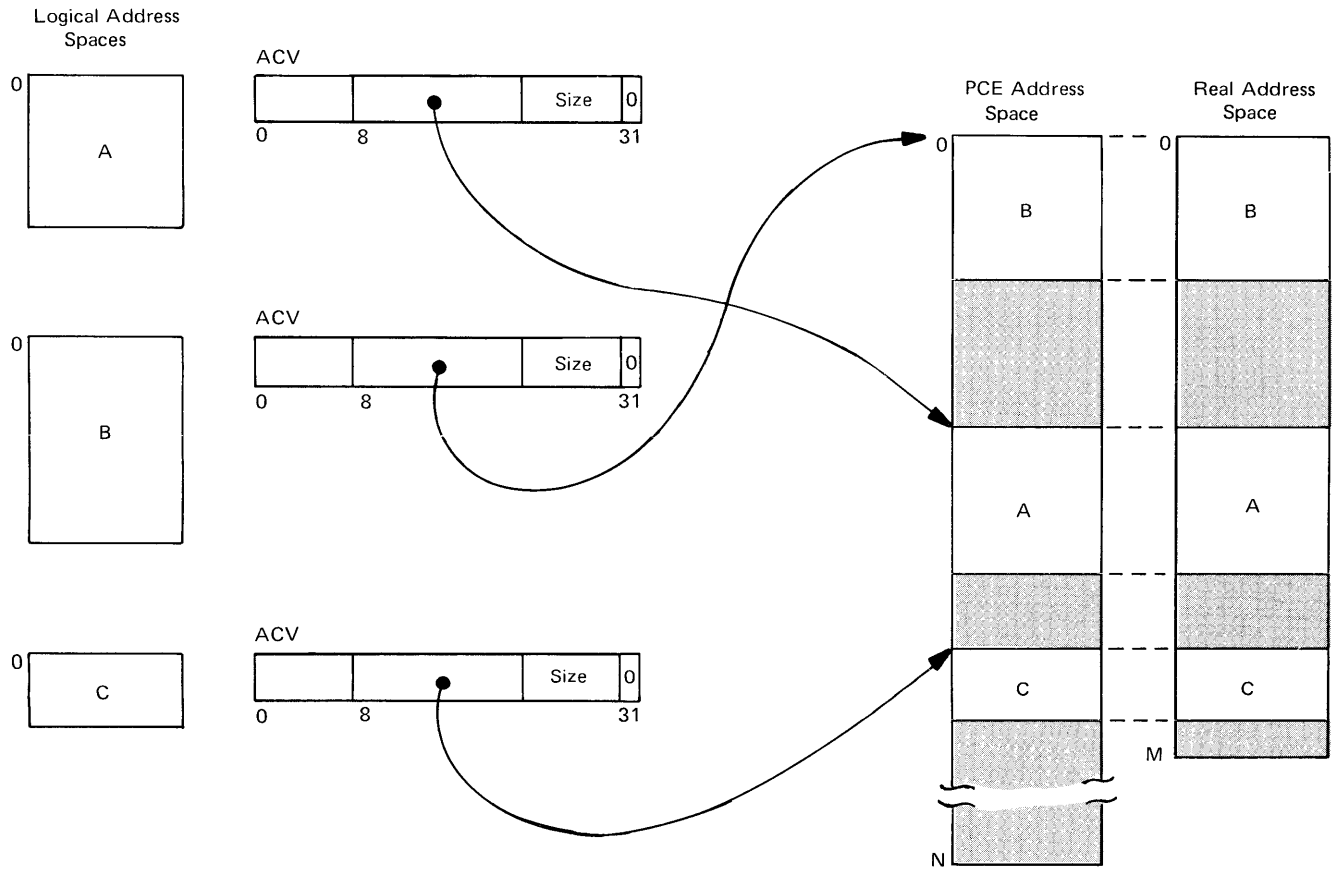 Logical Address
Spaces
0
A
ACV
Size
0
0
8
31
0
B
ACV
Size
0
0
8
31
0
C
ACV
Size
0
0
8
31
PCE Address
Space
0
B
A
C
N
Real Address
Space
0
B
A
C
M